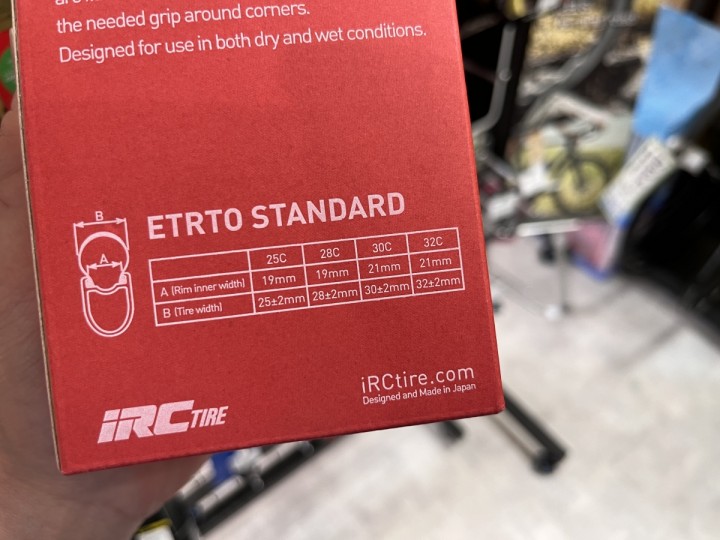 the needed grip around corners.
Designed for use in both dry and wet conditions.
B
A
ETRTO STANDARD
25C 28C 30C 32C
A (Rim inner width) 19mm 19mm 21mm 21mm
B (Tire width) 25±2mm 28±2mm 30±2mm 32±2mm
iRC TIRE
iRCtire.com
Designed and Made in Japan